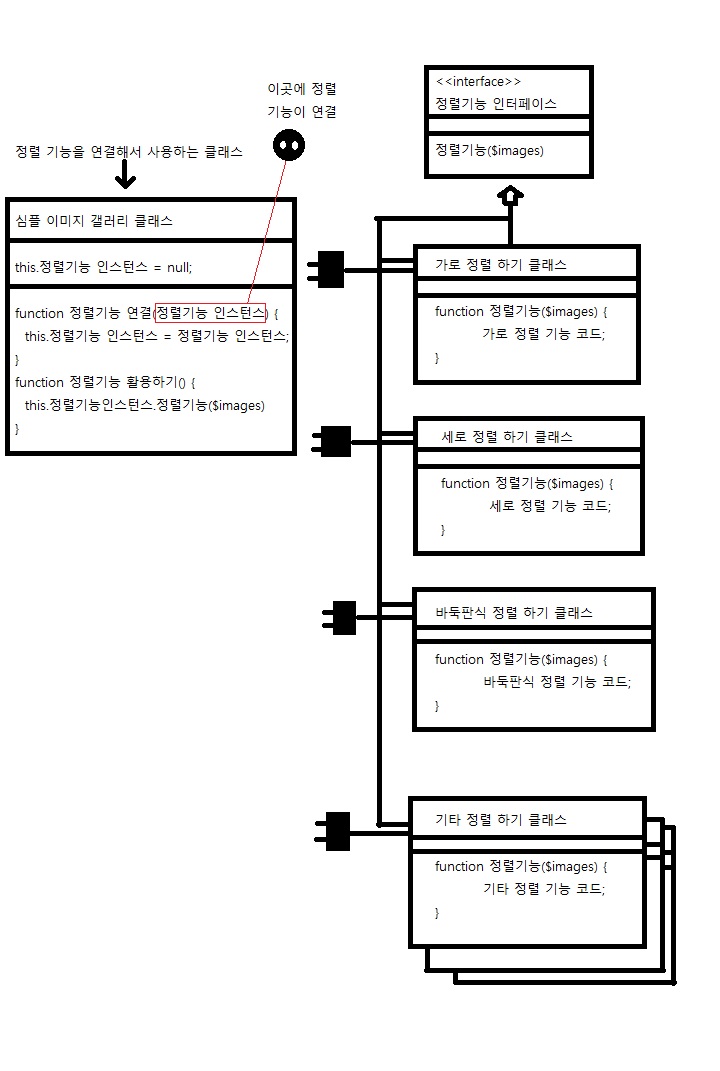 이곳에 정렬
기능이 연결
정렬 기능을 연결해서 사용하는 클래스
심플 이미지 갤러리 클래스
this.정렬기능 인스턴스 = null;
function 정렬기능 연결(정렬기능 인스턴스) {
this.정렬기능 인스턴스 = 정렬기능 인스턴스;
}
function 정렬기능 활용하기() {
this.정렬기능인스턴스.정렬기능($images)
}
<<interface>>
정렬기능 인터페이스
정렬기능($images)
가로 정렬 하기 클래스
function 정렬기능($images) {
가로 정렬 기능 코드;
}
세로 정렬 하기 클래스
function 정렬기능($images) {
세로 정렬 기능 코드;
}
바둑판식 정렬 하기 클래스
function 정렬기능($images) {
바둑판식 정렬 기능 코드;
}
기타 정렬 하기 클래스
function 정렬기능($images) {
기타 정렬 기능 코드;
}